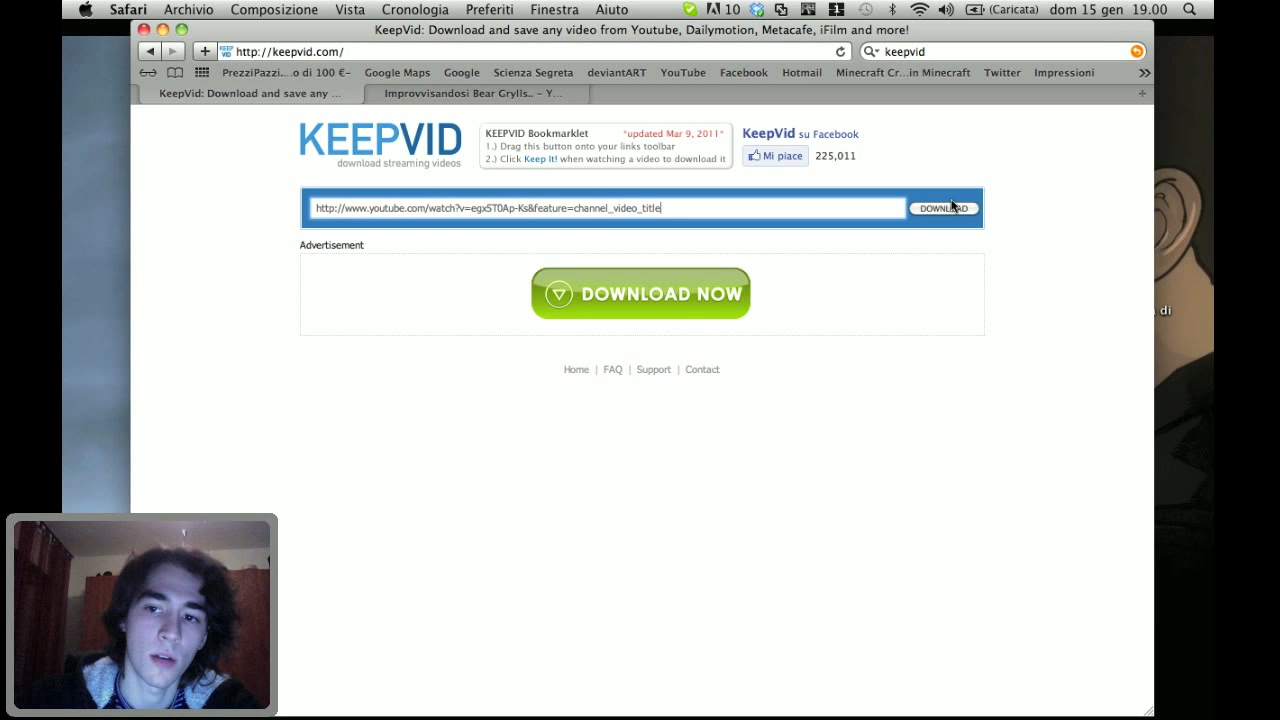 Safari Archivio Composizione Vista Cronologia Preferiti Finestra Aiuto 10 (Caricata) dom 15 gen 19.00
KeepVid: Download and save any video from Youtube, Dailymotion, Metacafe, iFilm and more!
KEEP VID http://keepvid.com/ keepvid
PrezziPazzi....o di 100 €- Google Maps Google Scienza Segreta deviantART YouTube Facebook Hotmail Minecraft Cr...in Minecraft Twitter Impressioni
KeepVid: Download and save any ... Improvvisandosi Bear Grylls.. – Y...
KEEPVID
download streaming videos
KEEPVID Bookmarklet *updated Mar 9, 2011*
1.) Drag this button onto your links toolbar
2.) Click Keep It! when watching a video to download it
KeepVid su Facebook
Mi piace 225,011
http://www.youtube.com/watch?v=egx5T0Ap-Ks&feature=channel_video_title DOWNLOAD
Advertisement
DOWNLOAD NOW
Home | FAQ | Support | Contact
di